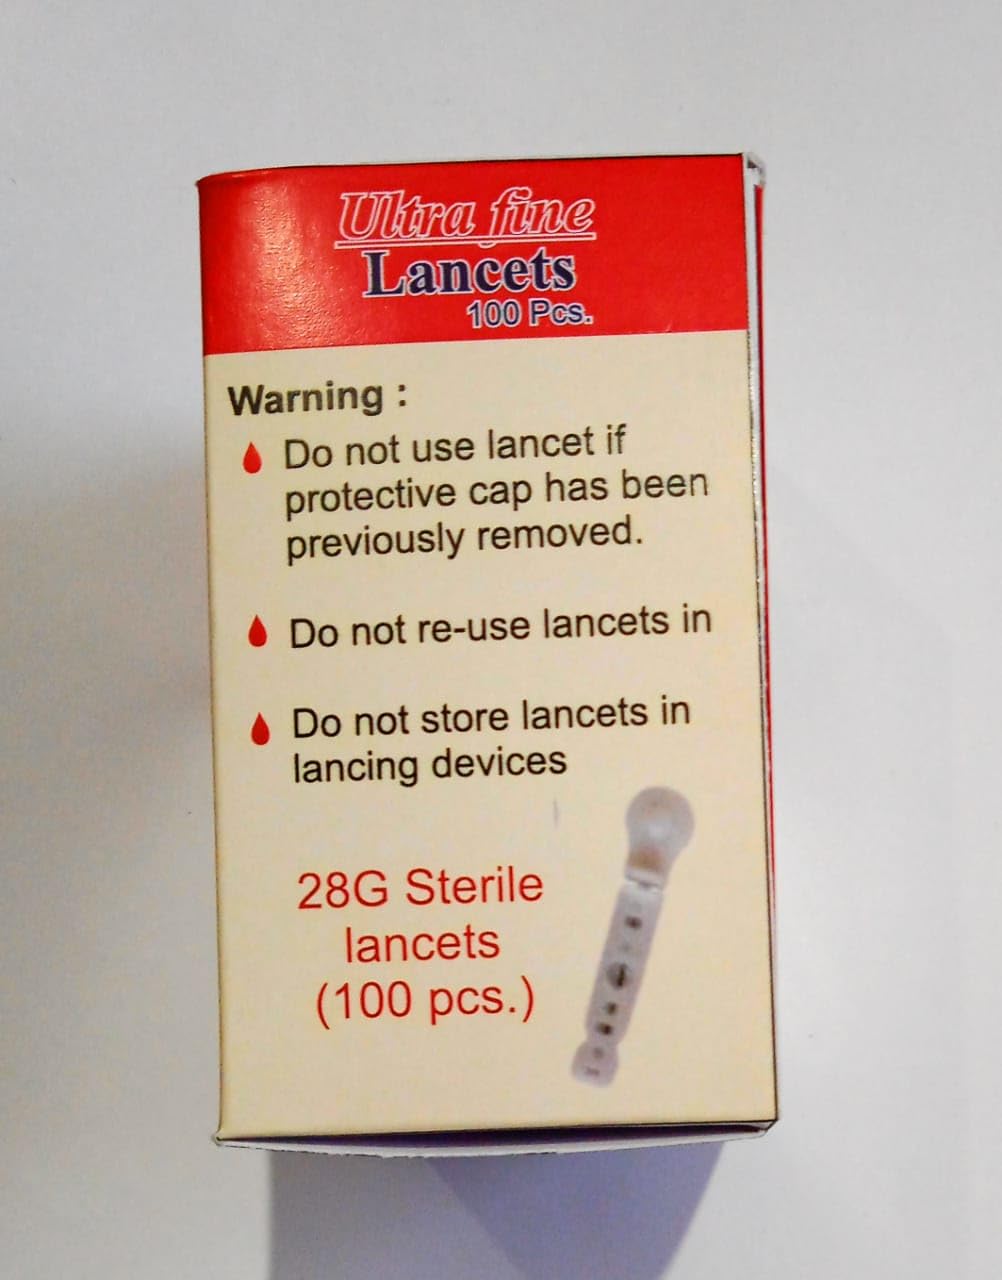 Ultra fine
Lancets
100 Pcs.
Warning :
Do not use lancet if
protective cap has been
previously removed.
Do not re-use lancets in
Do not store lancets in
lancing devices
28G Sterile
lancets
(100 pcs.)